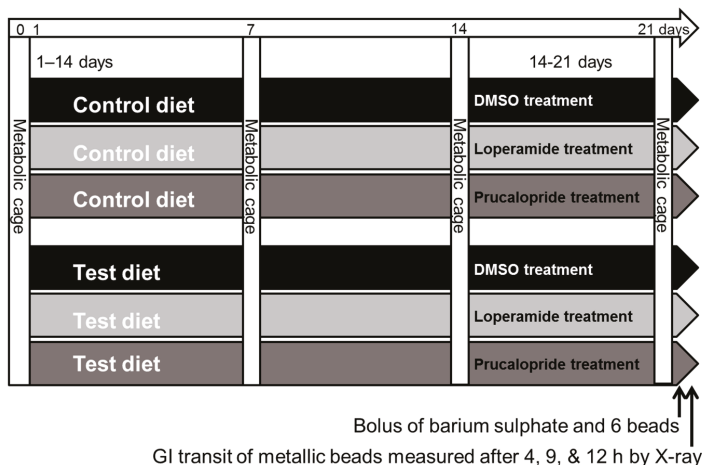 0 1 7 14 21 days
1–14 days 14-21 days
Metabolic cage
Metabolic cage
Metabolic cage
Metabolic cage
Control diet DMSO treatment
Control diet Loperamide treatment
Control diet Prucalopride treatment
Test diet DMSO treatment
Test diet Loperamide treatment
Test diet Prucalopride treatment
Bolus of barium sulphate and 6 beads
GI transit of metallic beads measured after 4, 9, & 12 h by X-ray